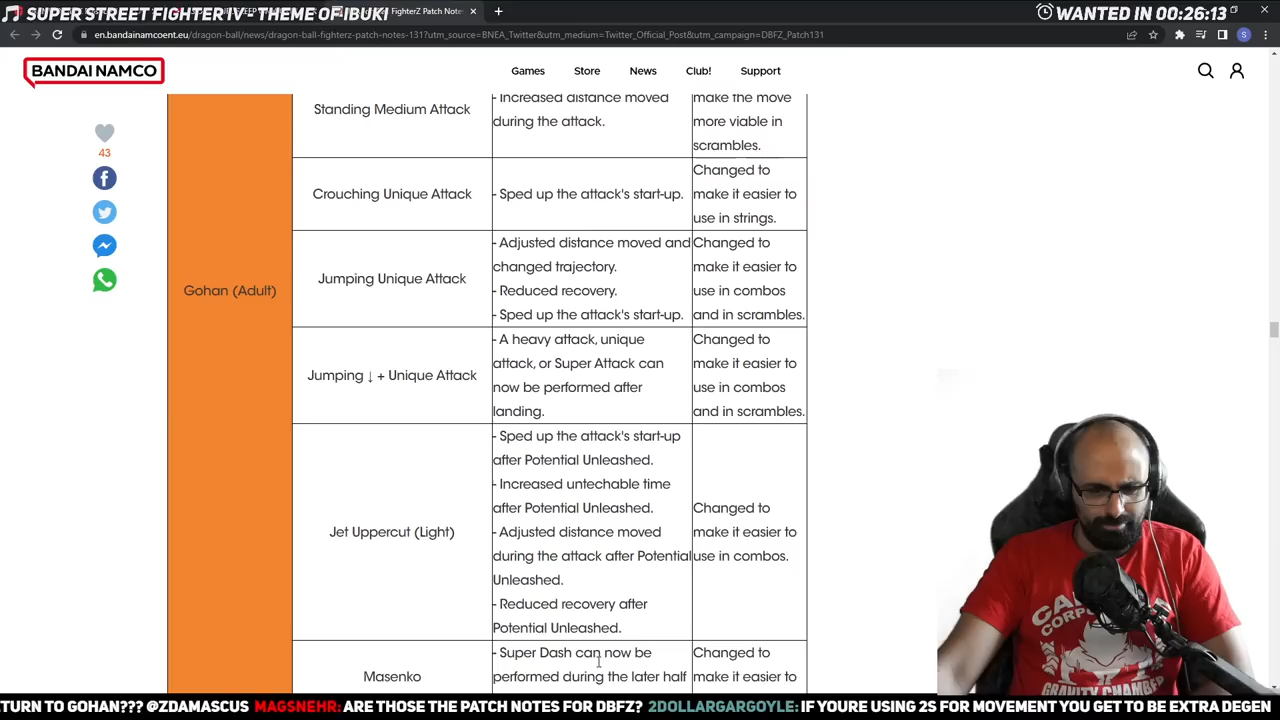 SUPER STREET FIGHTER IV - THEME OF IBUKI
FighterZ Patch Note
WANTED IN 00:26:13
en.bandainamcoent.eu/dragon-ball/news/dragon-ball-fighterz-patch-notes-131?utm_source=BNEA_Twitter&utm_medium=Twitter_Official_Post&utm_campaign=DBFZ_Patch131
S
BANDAI NAMCO
Games
Store
News
Club!
Support
43
Gohan (Adult)
Standing Medium Attack
- Increased distance moved
during the attack.
make the move
more viable in
scrambles.
Crouching Unique Attack
- Sped up the attack's start-up.
Changed to
make it easier to
use in strings.
Jumping Unique Attack
- Adjusted distance moved and
changed trajectory.
- Reduced recovery.
- Sped up the attack's start-up.
Changed to
make it easier to
use in combos
and in scrambles.
Jumping ↓ + Unique Attack
- A heavy attack, unique
attack, or Super Attack can
now be performed after
landing.
Changed to
make it easier to
use in combos
and in scrambles.
Jet Uppercut (Light)
- Sped up the attack's start-up
after Potential Unleashed.
- Increased untechable time
after Potential Unleashed.
- Adjusted distance moved
during the attack after Potential
Unleashed.
- Reduced recovery after
Potential Unleashed.
Changed to
make it easier to
use in combos.
Masenko
- Super Dash can now be
performed during the later half
Changed to
make it easier to
GRAVITY CHAMBER
ETURN TO GOHAN??? @ZDAMASCUS MAGSNEHR: ARE THOSE THE PATCH NOTES FOR DBFZ? 2DOLLARGARGOYLE: IF YOURE USING 2S FOR MOVEMENT YOU GET TO BE EXTRA DEGEN